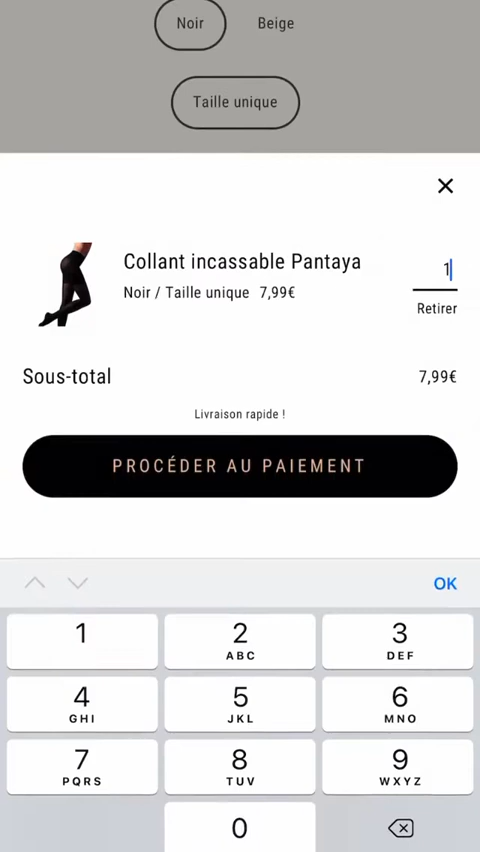 Noir Beige
Taille unique
Collant incassable Pantaya 1
Noir / Taille unique 7,99€
Retirer
Sous-total 7,99€
Livraison rapide !
PROCÉDER AU PAIEMENT
OK
1 2 3
ABC DEF
4 5 6
GHI JKL MNO
7 8 9
PQRS TUV WXYZ
0